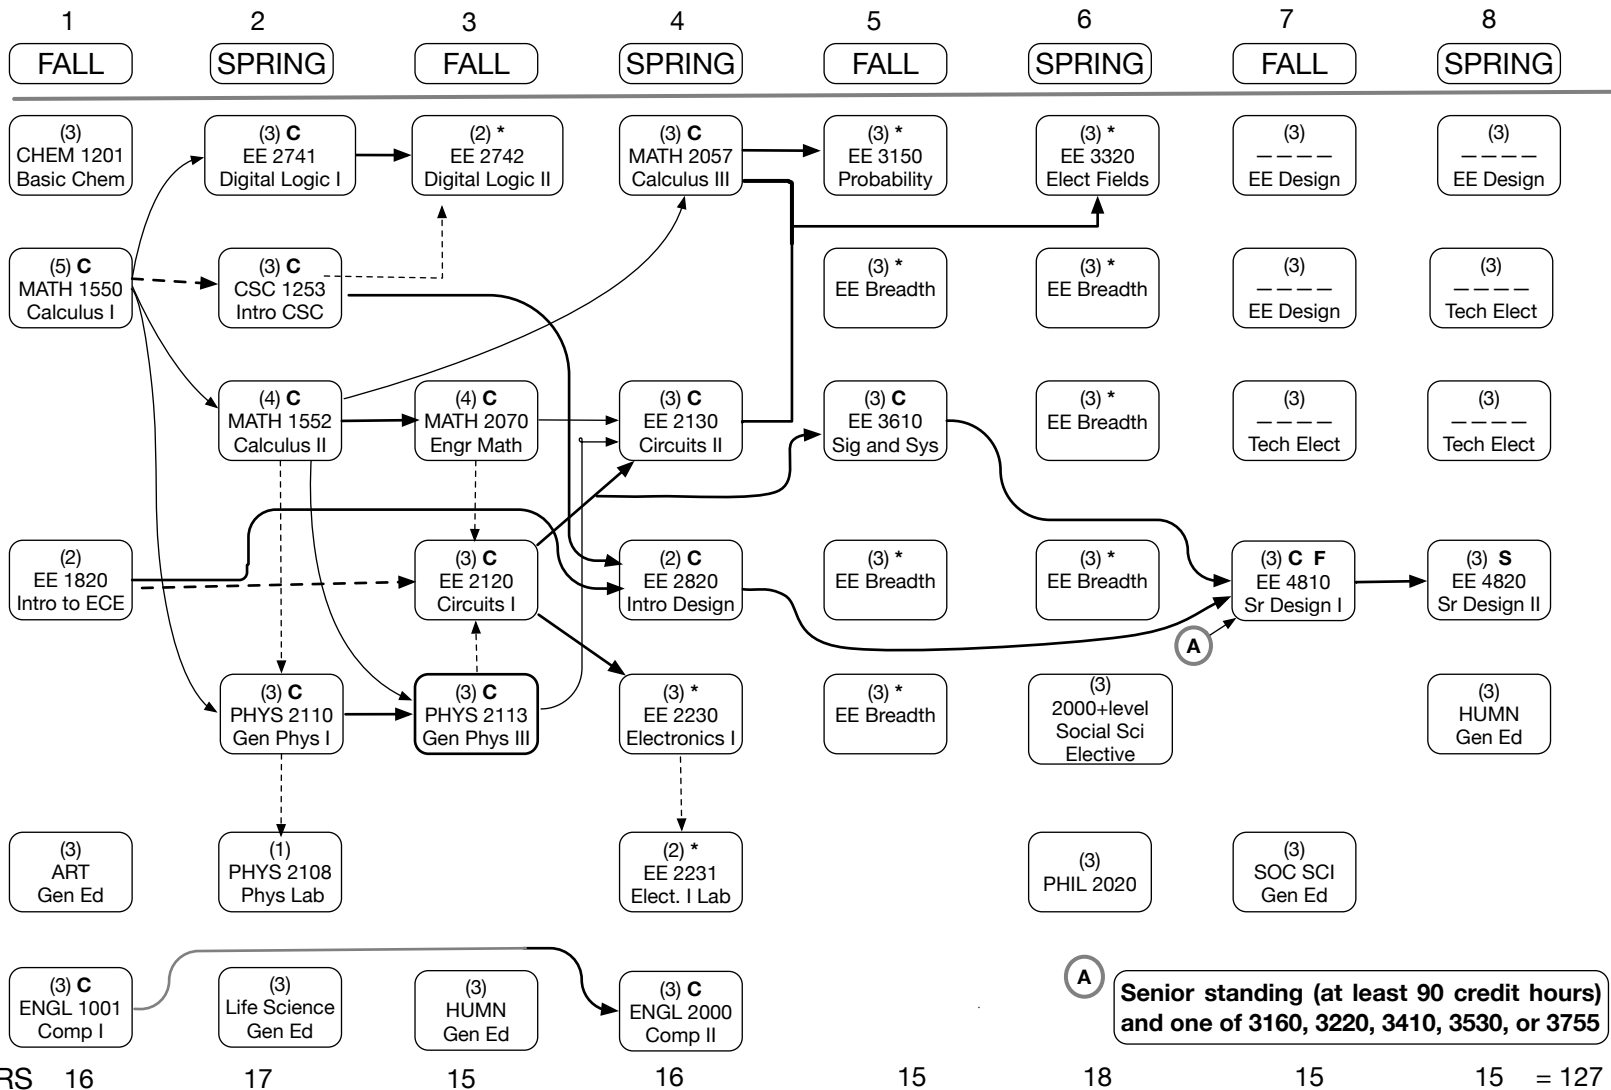 1 2 3 4 5 6 7 8
FALL SPRING FALL SPRING FALL SPRING FALL SPRING
(3)
CHEM 1201
Basic Chem
(3) C
EE 2741
Digital Logic I
(2) *
EE 2742
Digital Logic II
(3) C
MATH 2057
Calculus III
(3) *
EE 3150
Probability
(3) *
EE 3320
Elect Fields
(3)
_ _ _ _
EE Design
(3)
_ _ _ _
EE Design
(5) C
MATH 1550
Calculus I
(3) C
CSC 1253
Intro CSC
(3) *
EE Breadth
(3) *
EE Breadth
(3)
_ _ _ _
EE Design
(3)
_ _ _ _
Tech Elect
(4) C
MATH 1552
Calculus II
(4) C
MATH 2070
Engr Math
(3) C
EE 2130
Circuits II
(3) C
EE 3610
Sig and Sys
(3) *
EE Breadth
(3)
_ _ _ _
Tech Elect
(3)
_ _ _ _
Tech Elect
(2)
EE 1820
Intro to ECE
(3) C
EE 2120
Circuits I
(2) C
EE 2820
Intro Design
(3) *
EE Breadth
(3) *
EE Breadth
(3) C F
EE 4810
Sr Design I
(3) S
EE 4820
Sr Design II
A
(3) C
PHYS 2110
Gen Phys I
(3) C
PHYS 2113
Gen Phys III
(3) *
EE 2230
Electronics I
(3) *
EE Breadth
(3)
2000+level
Social Sci
Elective
(3)
HUMN
Gen Ed
(3)
ART
Gen Ed
(1)
PHYS 2108
Phys Lab
(2) *
EE 2231
Elect. I Lab
(3)
PHIL 2020
(3)
SOC SCI
Gen Ed
(3) C
ENGL 1001
Comp I
(3)
Life Science
Gen Ed
(3)
HUMN
Gen Ed
(3) C
ENGL 2000
Comp II
A
Senior standing (at least 90 credit hours)
and one of 3160, 3220, 3410, 3530, or 3755
RS 16 17 15 16 15 18 15 15 = 127